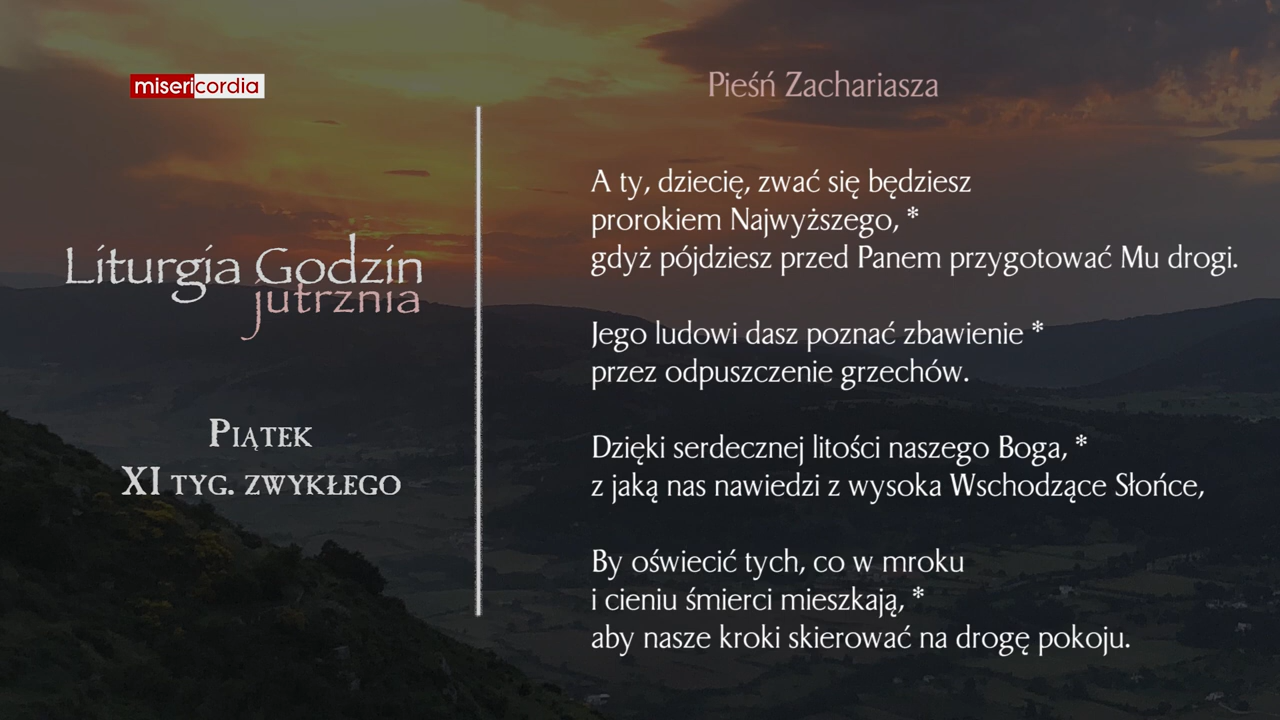 misericordia
Liturgia Godzin
jutrznia
Piątek
XI tyg. zwykłego
Pieśń Zachariasza
A ty, dziecię, zwać się będziesz
prorokiem Najwyższego, *
gdyż pójdziesz przed Panem przygotować Mu drogi.
Jego ludowi dasz poznać zbawienie *
przez odpuszczenie grzechów.
Dzięki serdecznej litości naszego Boga, *
z jaką nas nawiedzi z wysoka Wschodzące Słońce,
By oświecić tych, co w mroku
i cieniu śmierci mieszkają, *
aby nasze kroki skierować na drogę pokoju.